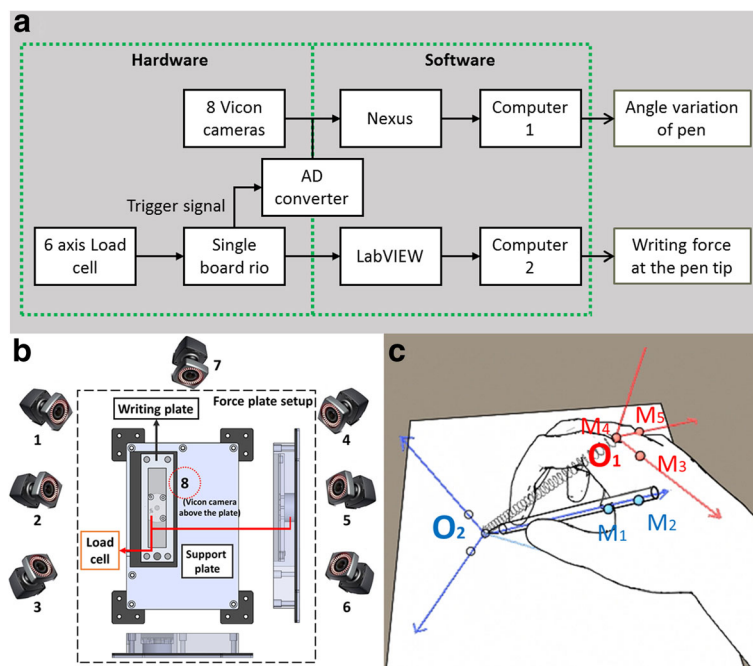 a
Hardware
Software
8 Vicon
cameras
Nexus
Computer
1
Angle variation
of pen
AD
converter
Trigger signal
6 axis Load
cell
Single
board rio
LabVIEW
Computer
2
Writing force
at the pen tip
b
7
Force plate setup
Writing plate
1
4
8
(Vicon camera
above the plate)
2
5
Load
cell
Support
plate
3
6
c
M4
M5
O1
M3
O2
M1
M2